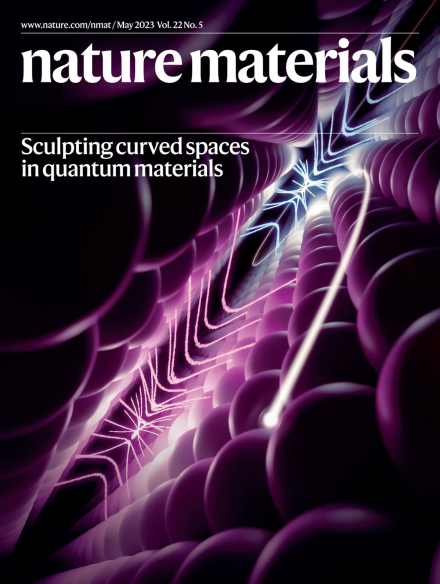 www.nature.com/nmat / May 2023 Vol. 22 No. 5
nature materials
Sculpting curved spaces
in quantum materials